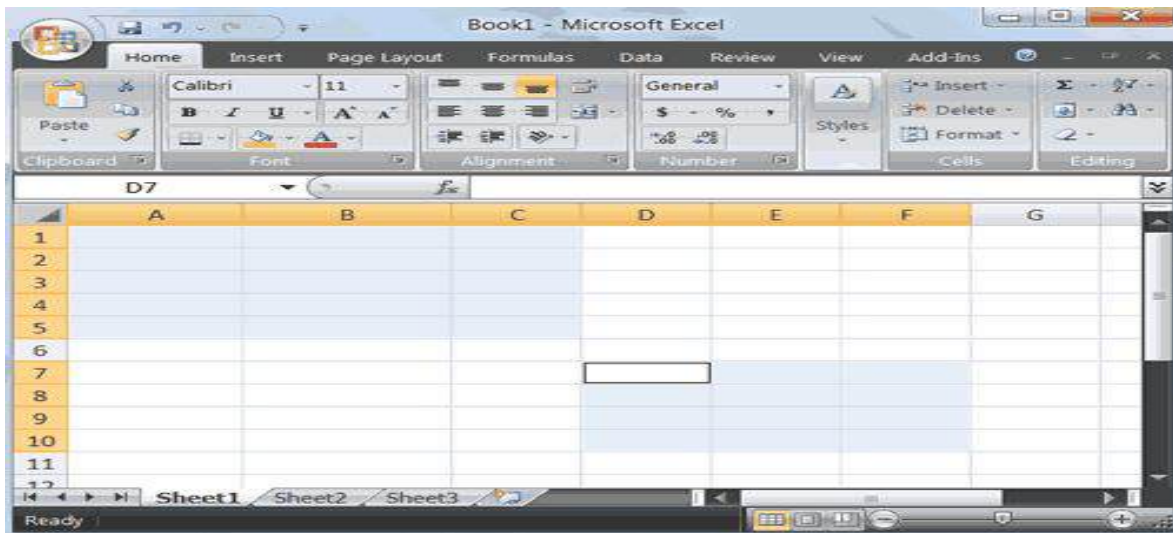 Book1 - Microsoft Excel
Home Insert Page Layout Formulas Data Review View Add-Ins
Calibri 11 General Insert
B I U A A $ % , Delete
Paste A Styles Format
Clipboard Font Alignment Number Cells Editing
D7 fx
A B C D E F G
1
2
3
4
5
6
7
8
9
10
11
12
Sheet1 Sheet2 Sheet3
Ready